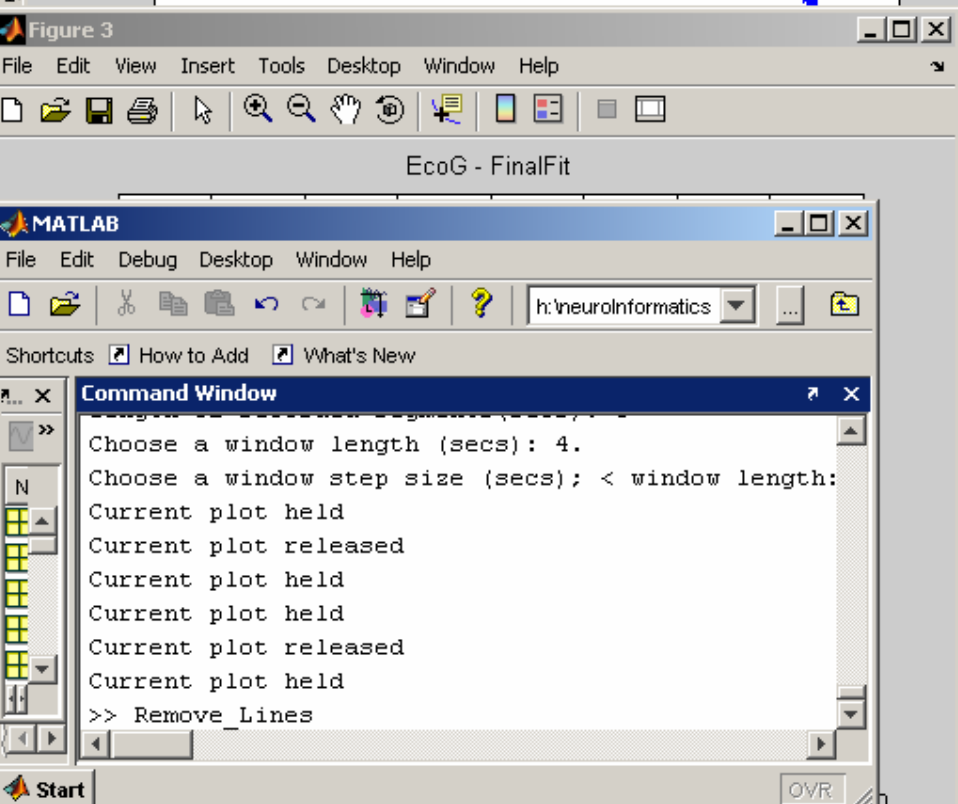 Figure 3
File Edit View Insert Tools Desktop Window Help
EcoG - FinalFit
MATLAB
File Edit Debug Desktop Window Help
h:\neuroInformatics ...
Shortcuts How to Add What's New
Command Window
N
Choose a window length (secs): 4.
Choose a window step size (secs); < window length:
Current plot held
Current plot released
Current plot held
Current plot held
Current plot released
Current plot held
>> Remove_Lines
Start
OVR